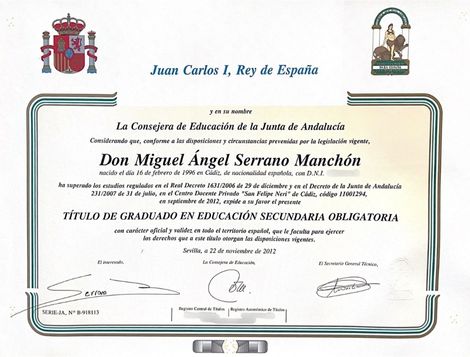 Juan Carlos I, Rey de España
y en su nombre
La Consejera de Educación de la Junta de Andalucía
Considerando que, conforme a las disposiciones y circunstancias prevenidas por la legislación vigente,
Don Miguel Ángel Serrano Manchón
nacido el día 16 de febrero de 1996 en Cádiz, de nacionalidad española, con D.N.I.
ha superado los estudios regulados en el Real Decreto 1631/2006 de 29 de diciembre y en el Decreto de la Junta de Andalucía
231/2007 de 31 de julio, en el Centro Docente Privado "San Felipe Neri" de Cádiz, código 11001294,
en septiembre de 2012, expide a su favor el presente
TÍTULO DE GRADUADO EN EDUCACIÓN SECUNDARIA OBLIGATORIA
con carácter oficial y validez en todo el territorio español, que le faculta para ejercer
los derechos que a este título otorgan las disposiciones vigentes.
Sevilla, a 22 de noviembre de 2012
El interesado, La Consejera de Educación, El Secretario General Técnico,
Serrano
Registro Central de Títulos Registro Autonómico de Títulos
SERIE-JA, Nº B-918113